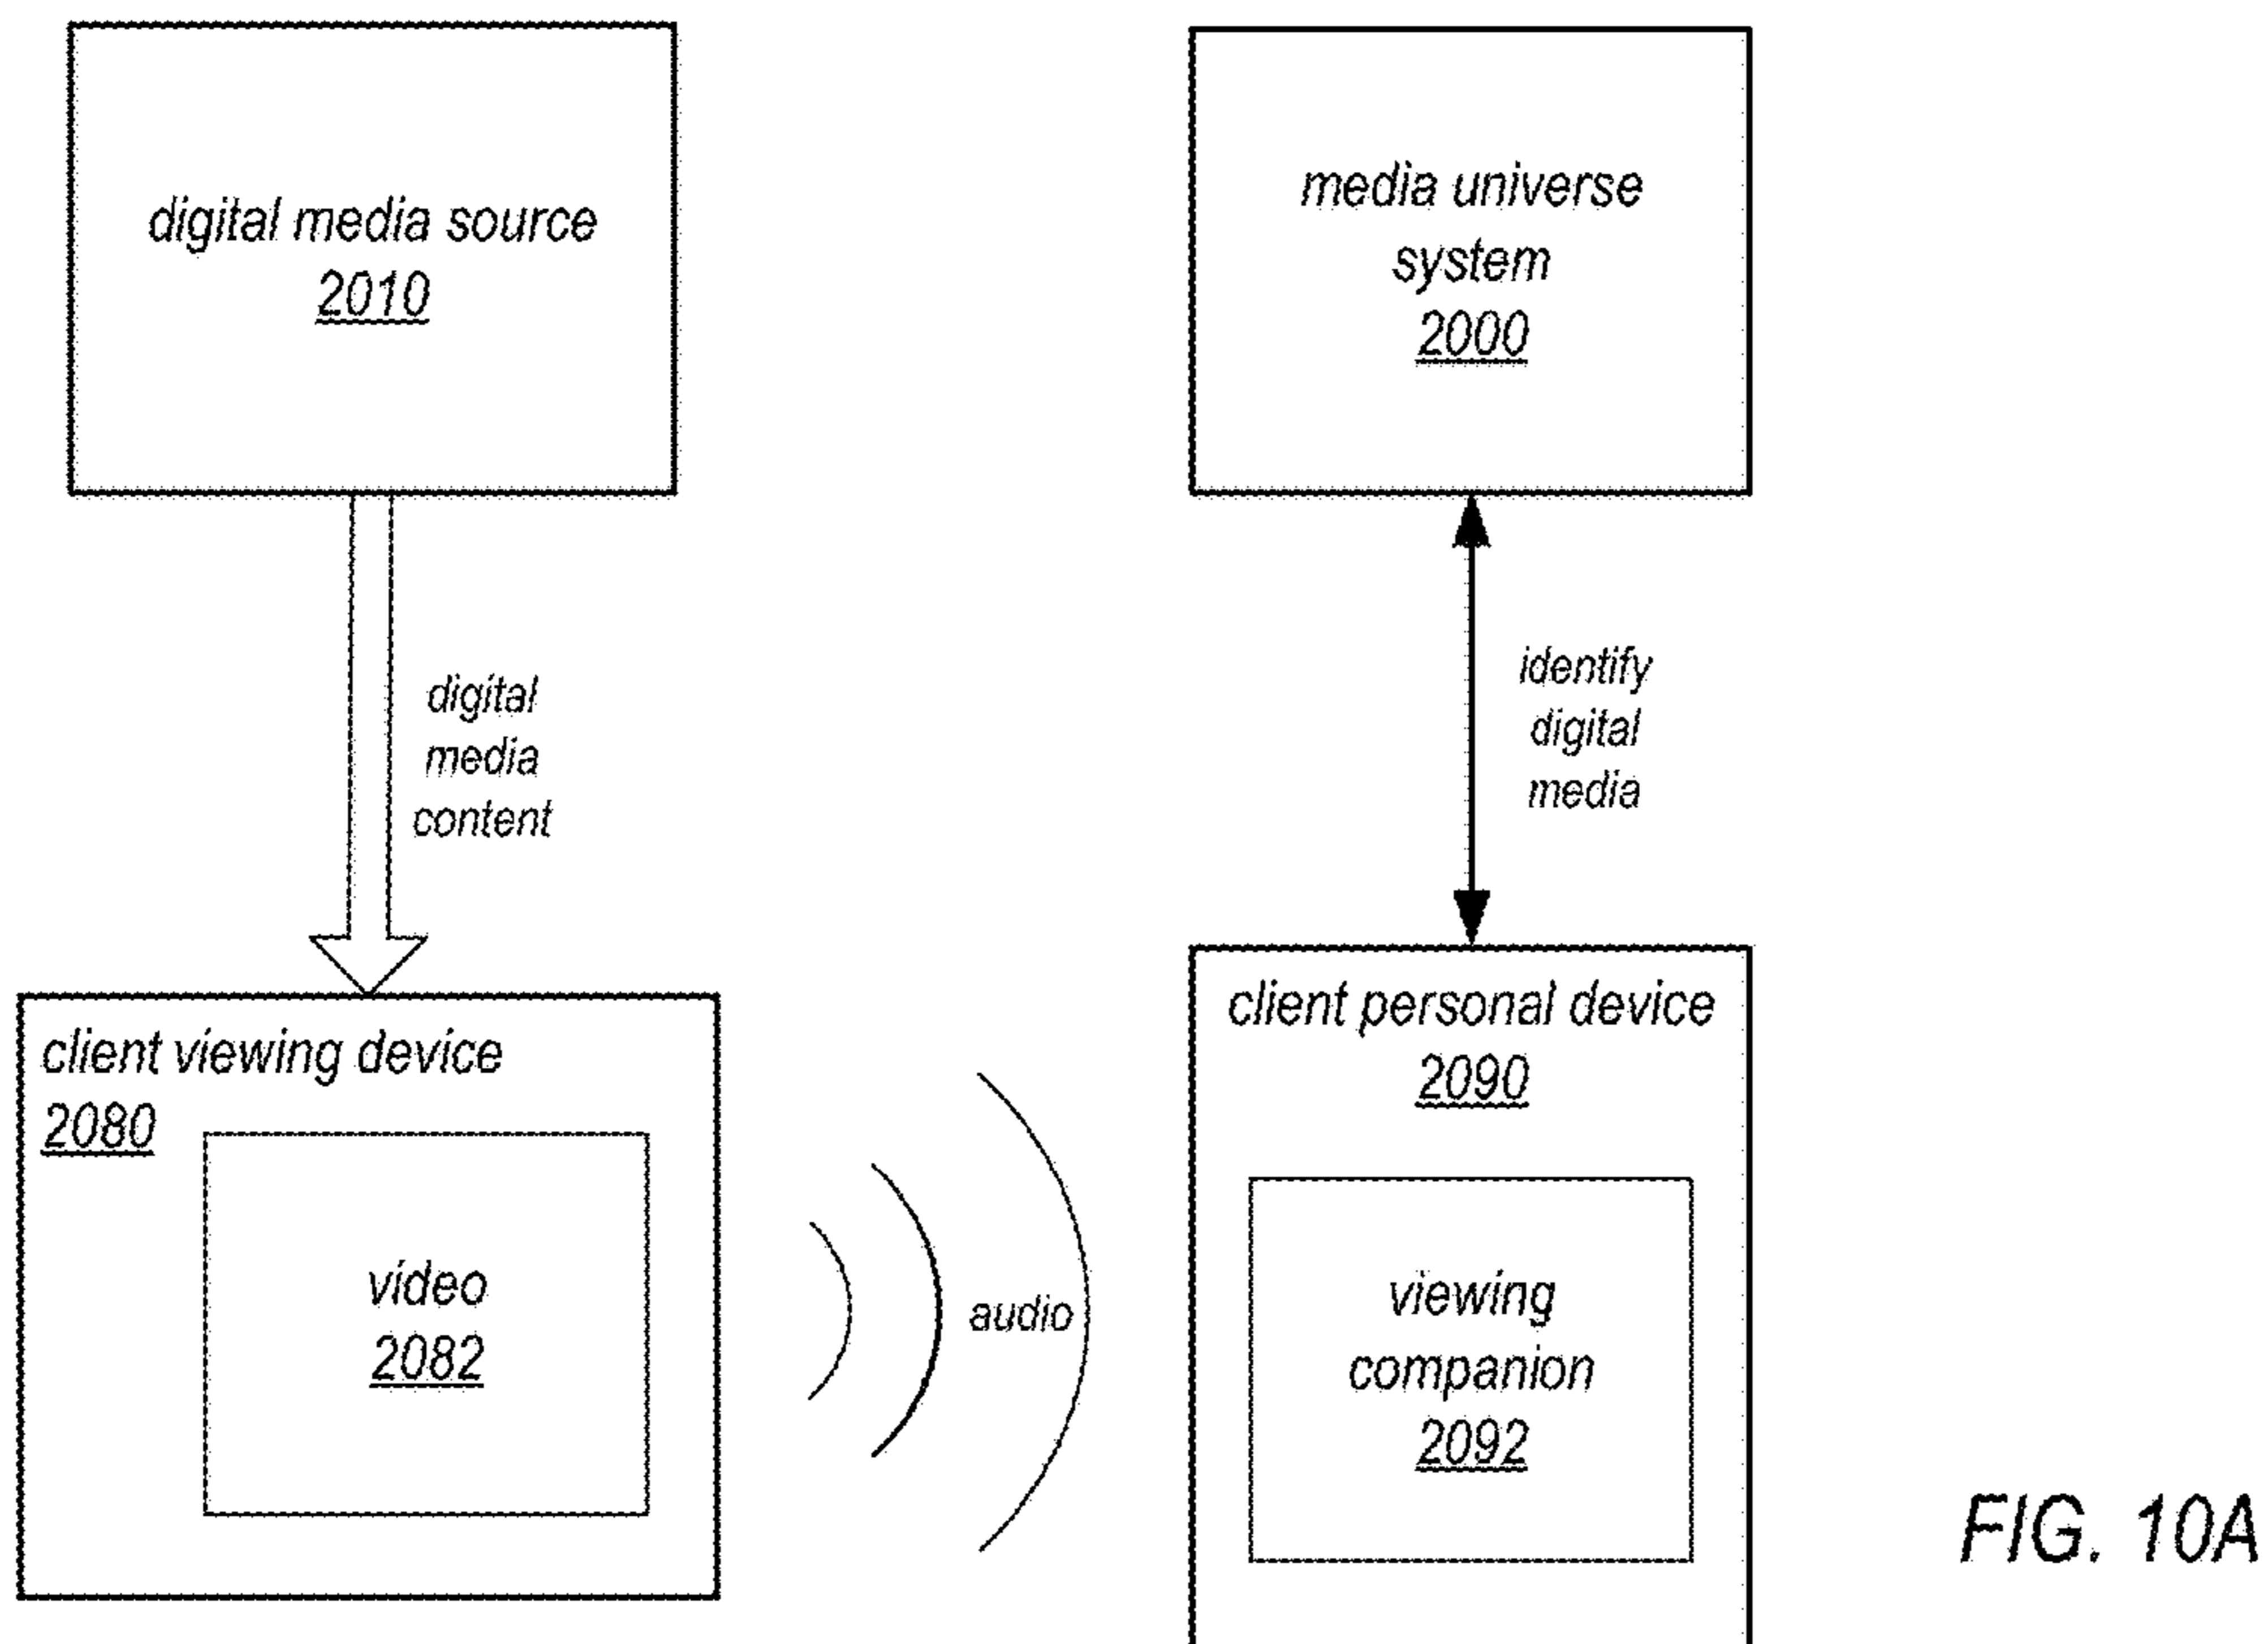 digital media source
2010
media universe
system
2000
digital
media
content
identify
digital
media
client viewing device
2080
video
2082
audio
client personal device
2090
viewing
companion
2092
FIG. 10A